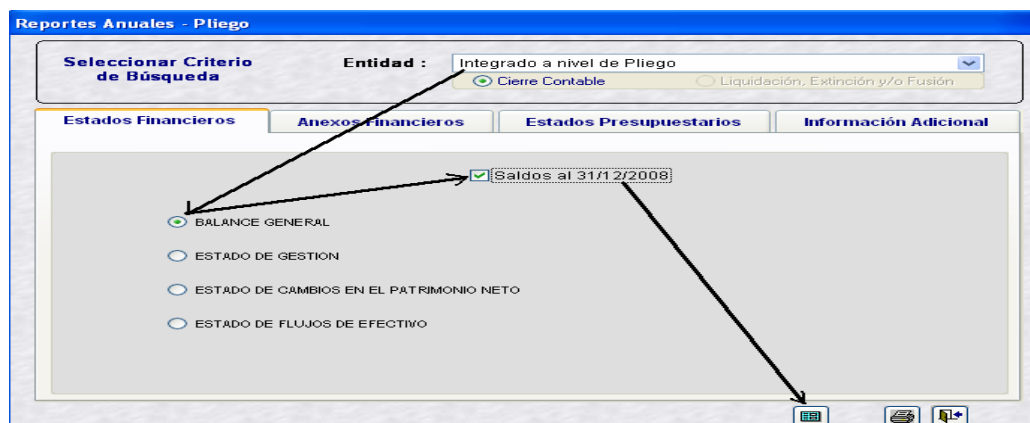 Reportes Anuales - Pliego
Seleccionar Criterio de Búsqueda
Entidad :
Integrado a nivel de Pliego
Cierre Contable
Liquidación, Extinción y/o Fusión
Estados Financieros
Anexos Financieros
Estados Presupuestarios
Información Adicional
Saldos al 31/12/2008
BALANCE GENERAL
ESTADO DE GESTION
ESTADO DE CAMBIOS EN EL PATRIMONIO NETO
ESTADO DE FLUJOS DE EFECTIVO